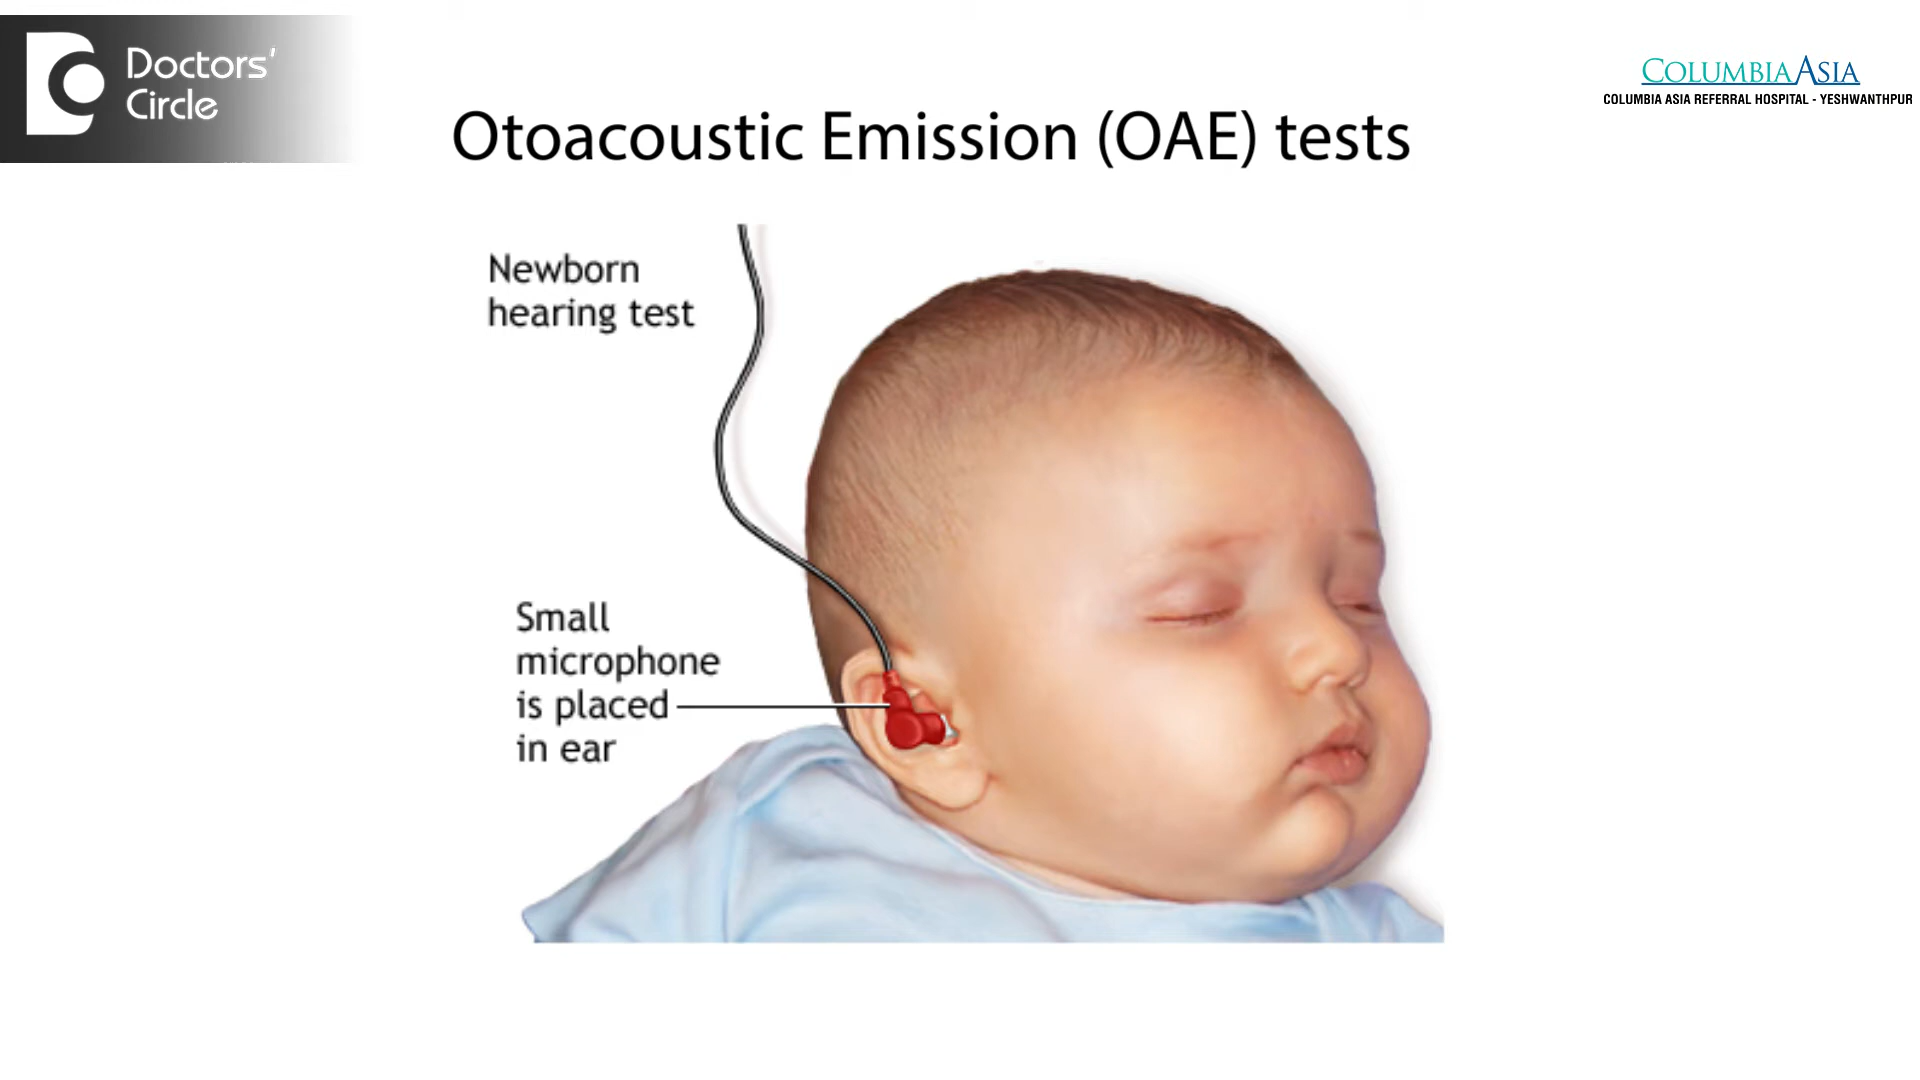 Doctors'
Circle
COLUMBIA ASIA
COLUMBIA ASIA REFERRAL HOSPITAL - YESHWANTHPUR
Otoacoustic Emission (OAE) tests
Newborn
hearing test
Small
microphone
is placed
in ear